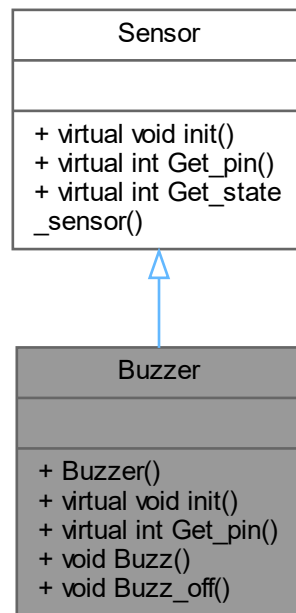 Sensor
+ virtual void init()
+ virtual int Get_pin()
+ virtual int Get_state
_sensor()
Buzzer
+ Buzzer()
+ virtual void init()
+ virtual int Get_pin()
+ void Buzz()
+ void Buzz_off()